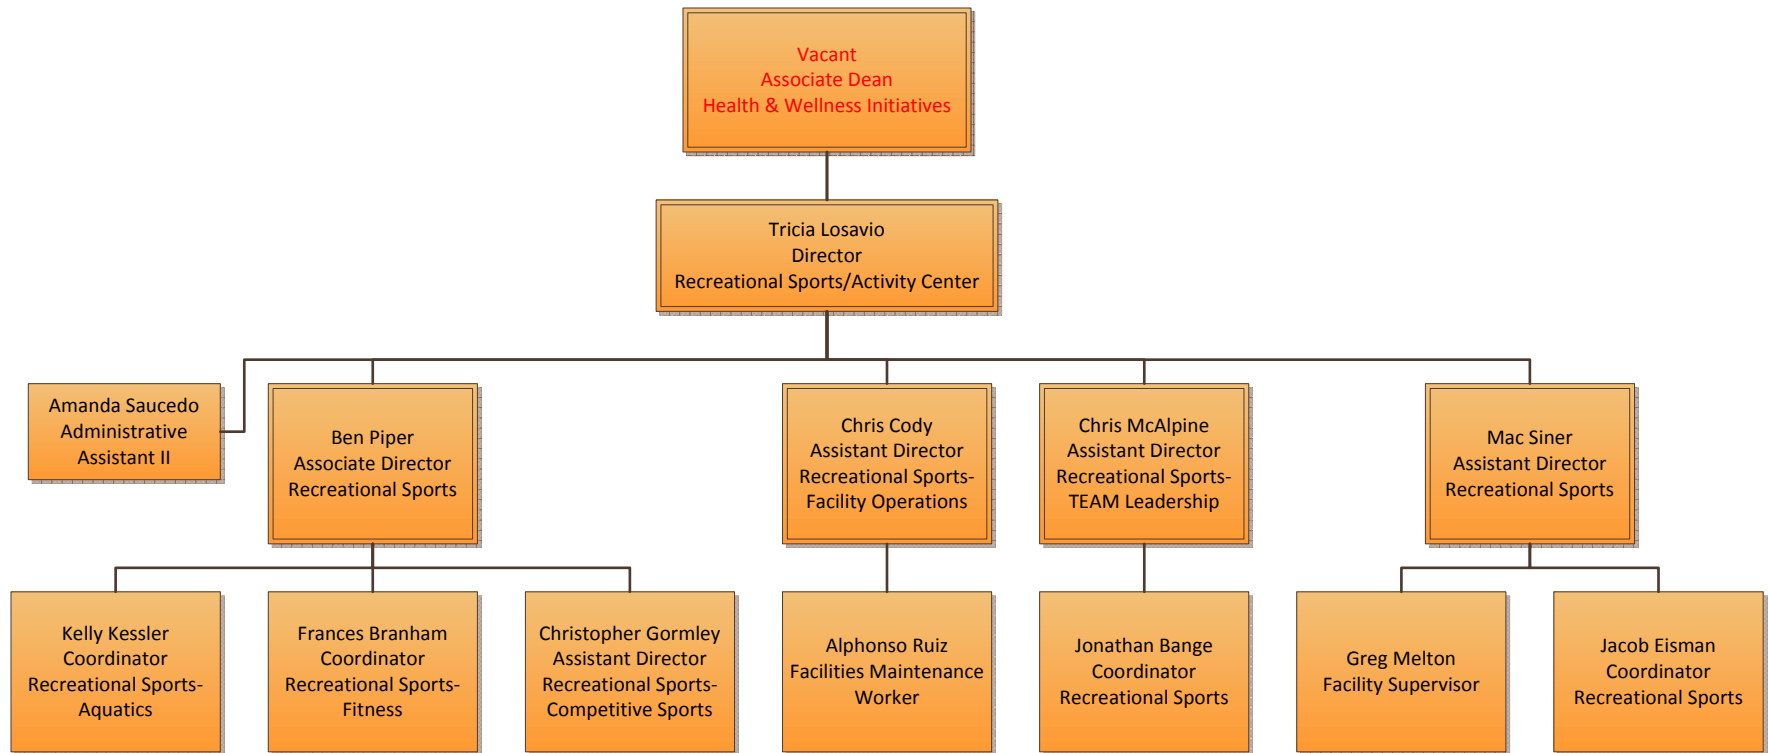 Vacant
Associate Dean
Health & Wellness Initiatives
Tricia Losavio
Director
Recreational Sports/Activity Center
Amanda Saucedo
Administrative
Assistant II
Ben Piper
Associate Director
Recreational Sports
Chris Cody
Assistant Director
Recreational Sports-
Facility Operations
Chris McAlpine
Assistant Director
Recreational Sports-
TEAM Leadership
Mac Siner
Assistant Director
Recreational Sports
Kelly Kessler
Coordinator
Recreational Sports-
Aquatics
Frances Branham
Coordinator
Recreational Sports-
Fitness
Christopher Gormley
Assistant Director
Recreational Sports-
Competitive Sports
Alphonso Ruiz
Facilities Maintenance
Worker
Jonathan Bange
Coordinator
Recreational Sports
Greg Melton
Facility Supervisor
Jacob Eisman
Coordinator
Recreational Sports